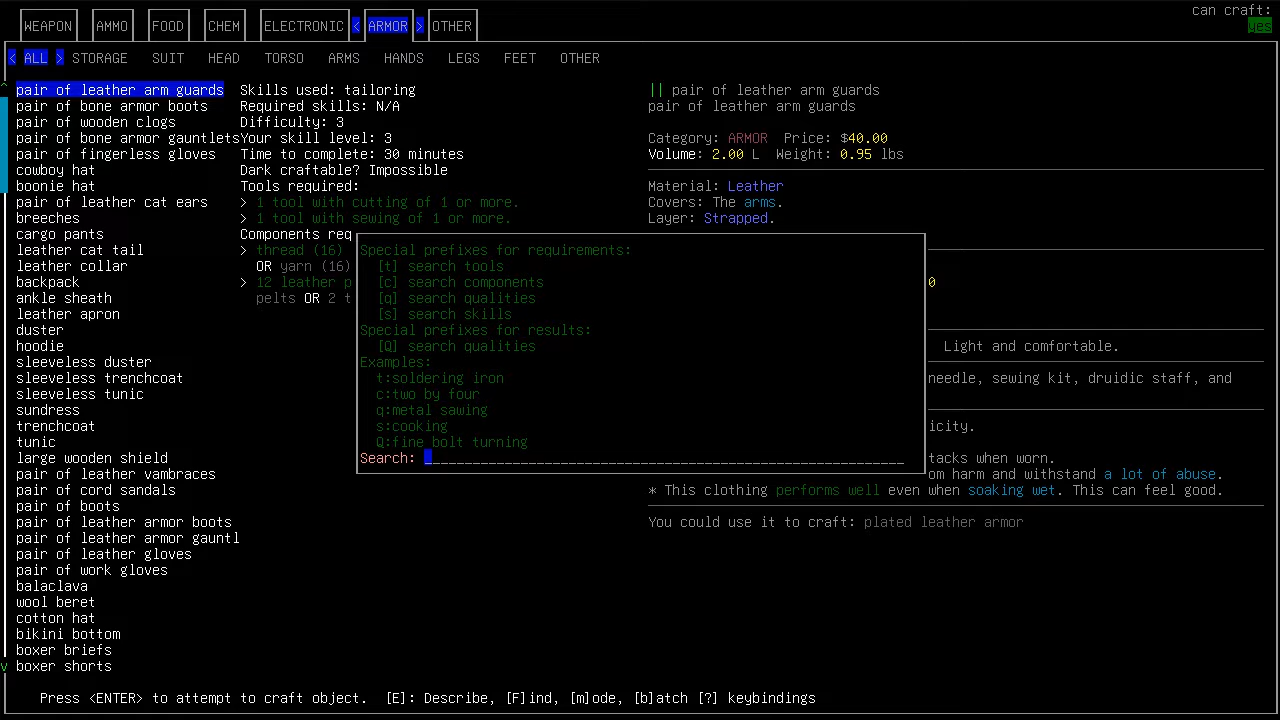 can craft:
WEAPON AMMO FOOD CHEM ELECTRONIC < ARMOR > OTHER yes
< ALL > STORAGE SUIT HEAD TORSO ARMS HANDS LEGS FEET OTHER
^
pair of leather arm guards Skills used: tailoring || pair of leather arm guards
pair of bone armor boots Required skills: N/A pair of leather arm guards
pair of wooden clogs Difficulty: 3
pair of bone armor gauntletsYour skill level: 3 Category: ARMOR Price: $40.00
pair of fingerless gloves Time to complete: 30 minutes Volume: 2.00 L Weight: 0.95 lbs
cowboy hat Dark craftable? Impossible
boonie hat Tools required: Material: Leather
pair of leather cat ears > 1 tool with cutting of 1 or more. Covers: The arms.
breeches > 1 tool with sewing of 1 or more. Layer: Strapped.
cargo pants Components req
leather cat tail > thread (16) Special prefixes for requirements:
leather collar OR yarn (16) [t] search tools
backpack > 12 leather p [c] search components 0
ankle sheath pelts OR 2 t [q] search qualities
leather apron [s] search skills
duster Special prefixes for results:
hoodie [Q] search qualities Light and comfortable.
sleeveless duster Examples:
sleeveless trenchcoat t:soldering iron needle, sewing kit, druidic staff, and
sleeveless tunic c:two by four
sundress q:metal sawing
trenchcoat s:cooking icity.
tunic Q:fine bolt turning
large wooden shield Search: tacks when worn.
pair of leather vambraces om harm and withstand a lot of abuse.
pair of cord sandals * This clothing performs well even when soaking wet. This can feel good.
pair of boots
pair of leather armor boots You could use it to craft: plated leather armor
pair of leather armor gauntl
pair of leather gloves
pair of work gloves
balaclava
wool beret
cotton hat
bikini bottom
boxer briefs
v boxer shorts
Press <ENTER> to attempt to craft object. [E]: Describe, [F]ind, [m]ode, [b]atch [?] keybindings